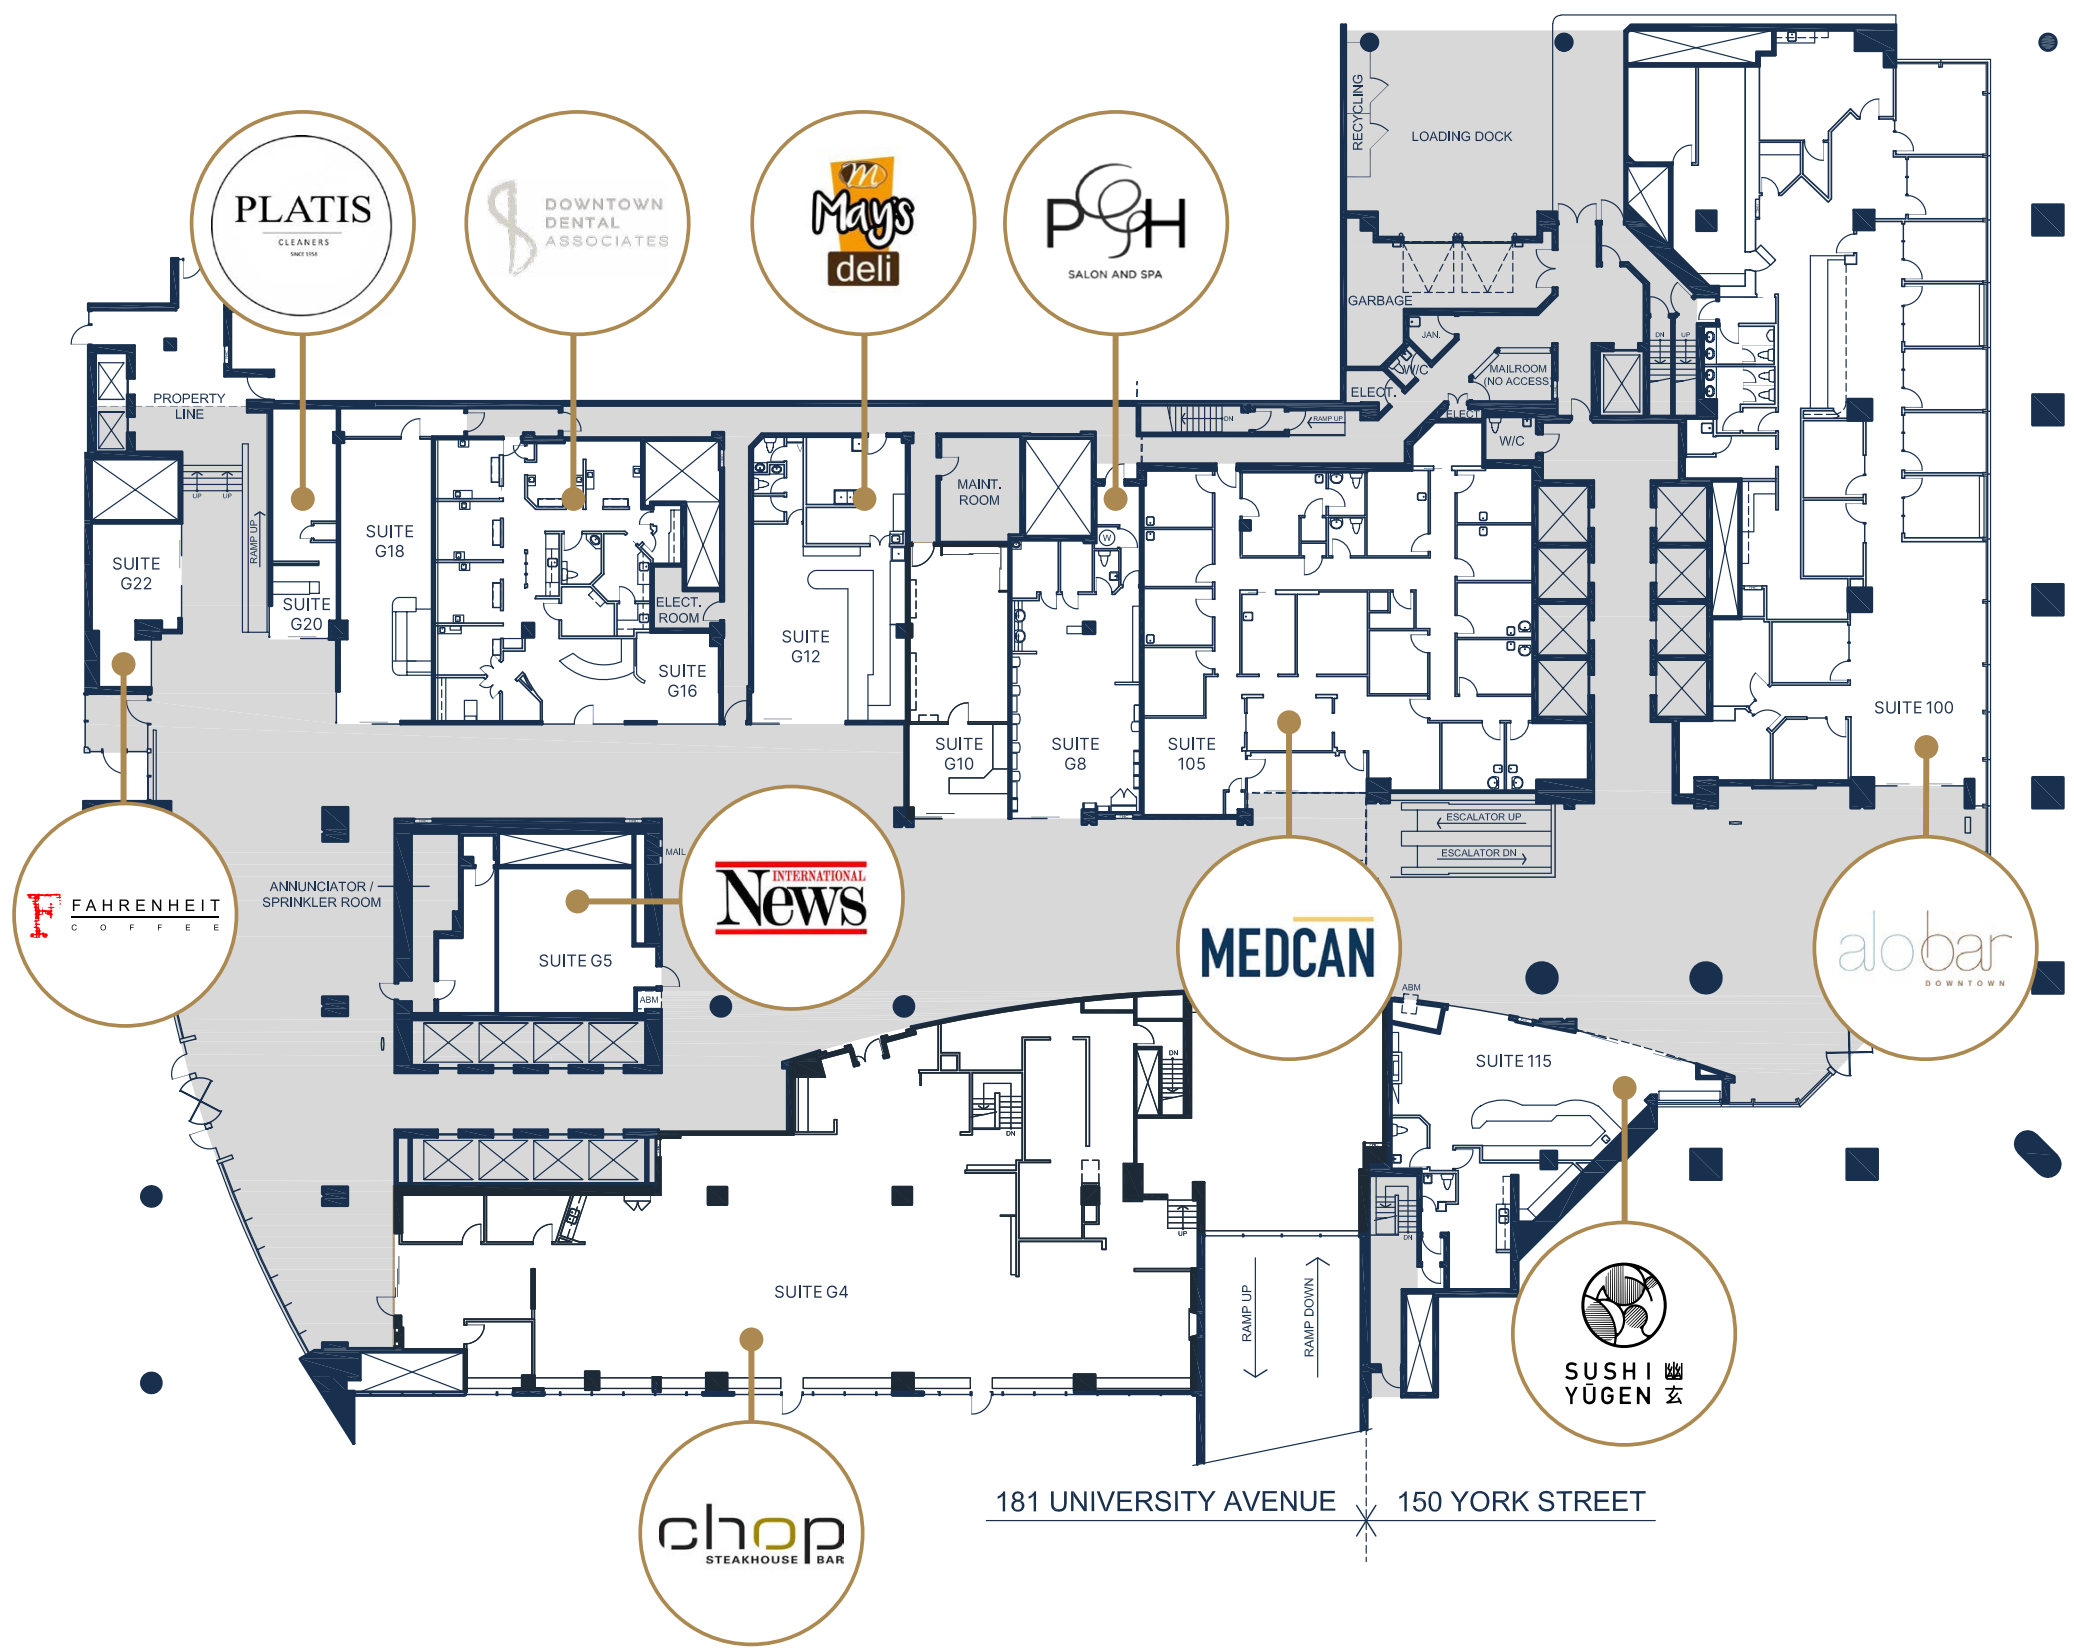 RECYCLING
LOADING DOCK
PLATIS
CLEANERS
SINCE 1958
DOWNTOWN
DENTAL
ASSOCIATES
m
May's
deli
PGH
SALON AND SPA
GARBAGE
JAN.
DN
UP
W/C
MAILROOM
(NO ACCESS)
ELECT.
ELECT.
PROPERTY
LINE
DN
RAMP UP
W/C
UP
UP
RAMP UP
MAINT.
ROOM
SUITE
G18
W
SUITE
G22
SUITE
G20
ELECT.
ROOM
SUITE
G12
SUITE
G16
SUITE 100
SUITE
G10
SUITE
G8
SUITE
105
ESCALATOR UP
ESCALATOR DN
MAIL
ANNUNCIATOR /
SPRINKLER ROOM
F FAHRENHEIT
COFFEE
INTERNATIONAL
News
MEDCAN
alobar
DOWNTOWN
SUITE G5
ABM
ABM
SUITE 115
DN
DN
UP
DN
SUITE G4
RAMP UP
RAMP DOWN
SUSHI 幽
YŪGEN 玄
181 UNIVERSITY AVENUE
150 YORK STREET
chop
STEAKHOUSE BAR